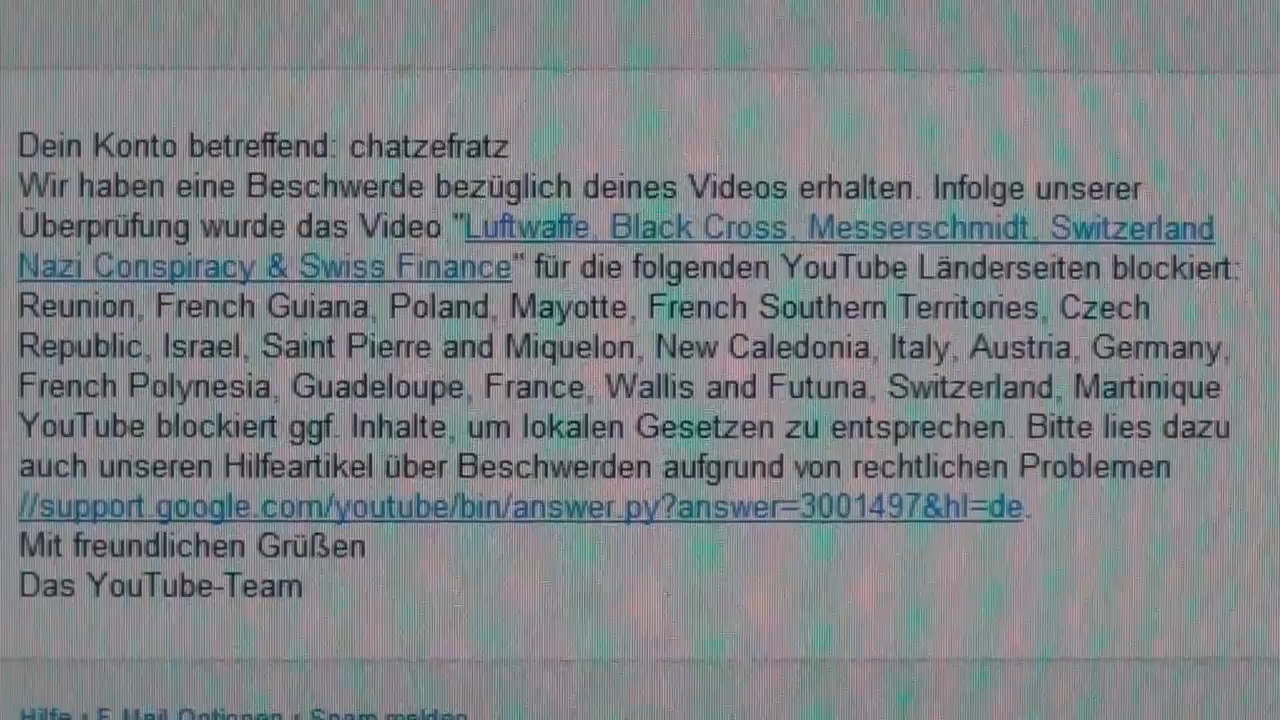 Dein Konto betreffend: chatzefratz
Wir haben eine Beschwerde bezüglich deines Videos erhalten. Infolge unserer
Überprüfung wurde das Video "Luftwaffe, Black Cross, Messerschmidt, Switzerland
Nazi Conspiracy & Swiss Finance" für die folgenden YouTube Länderseiten blockiert:
Reunion, French Guiana, Poland, Mayotte, French Southern Territories, Czech
Republic, Israel, Saint Pierre and Miquelon, New Caledonia, Italy, Austria, Germany,
French Polynesia, Guadeloupe, France, Wallis and Futuna, Switzerland, Martinique
YouTube blockiert ggf. Inhalte, um lokalen Gesetzen zu entsprechen. Bitte lies dazu
auch unseren Hilfeartikel über Beschwerden aufgrund von rechtlichen Problemen
//support.google.com/youtube/bin/answer.py?answer=3001497&hl=de.
Mit freundlichen Grüßen
Das YouTube-Team
Hilfe • E-Mail Optionen • Spam melden